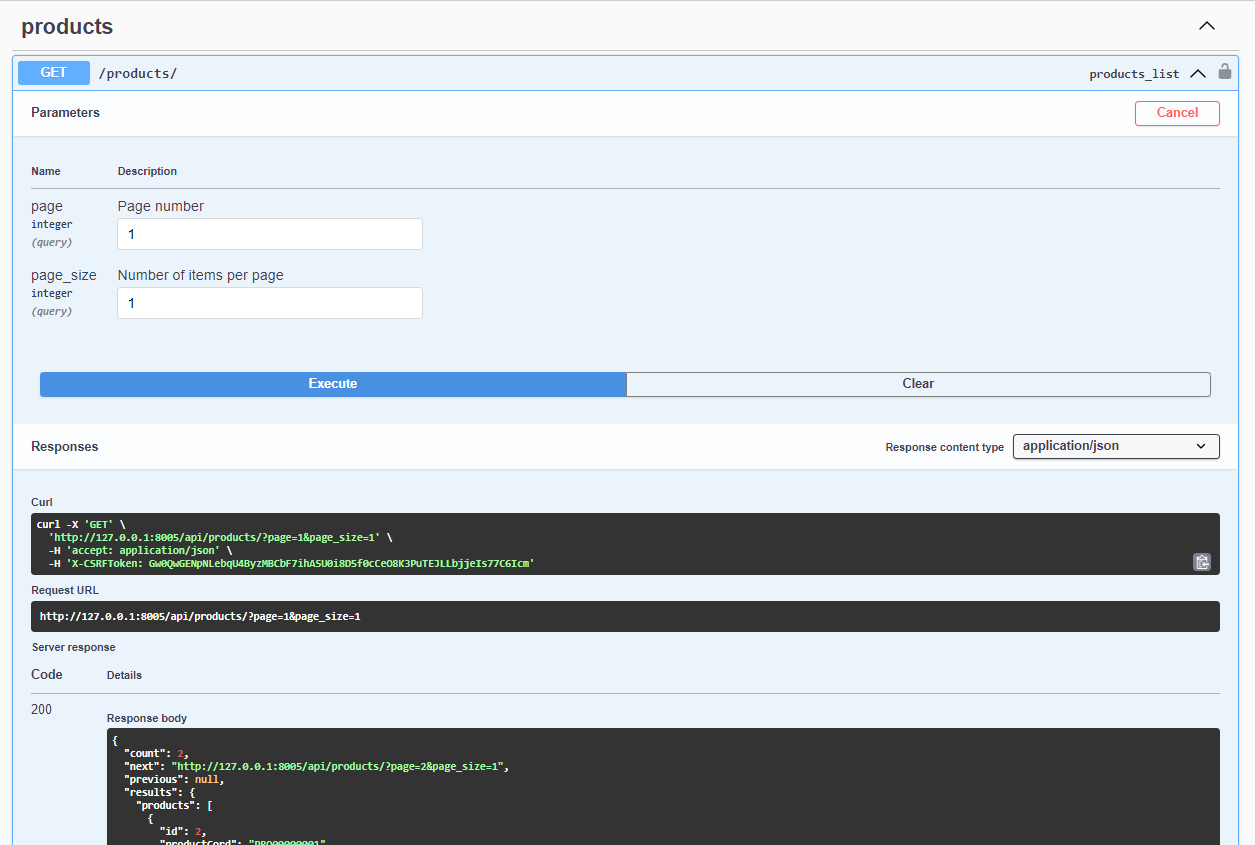 products
GET /products/ products_list
Parameters Cancel
Name Description
page Page number
integer
(query)
1
page_size Number of items per page
integer
(query)
1
Execute Clear
Responses Response content type application/json
Curl
curl -X 'GET' \
'http://127.0.0.1:8005/api/products/?page=1&page_size=1' \
-H 'accept: application/json' \
-H 'X-CSRFToken: Gw0QwGENpNLebqU4ByzMBCbF7ihA5U0i8D5f0cCeO8K3PuTEJLLbjjeIs77C6Icm'
Request URL
http://127.0.0.1:8005/api/products/?page=1&page_size=1
Server response
Code Details
200
Response body
{
"count": 2,
"next": "http://127.0.0.1:8005/api/products/?page=2&page_size=1",
"previous": null,
"results": {
"products": [
{
"id": 2,
"productCord": "PRO00000001"